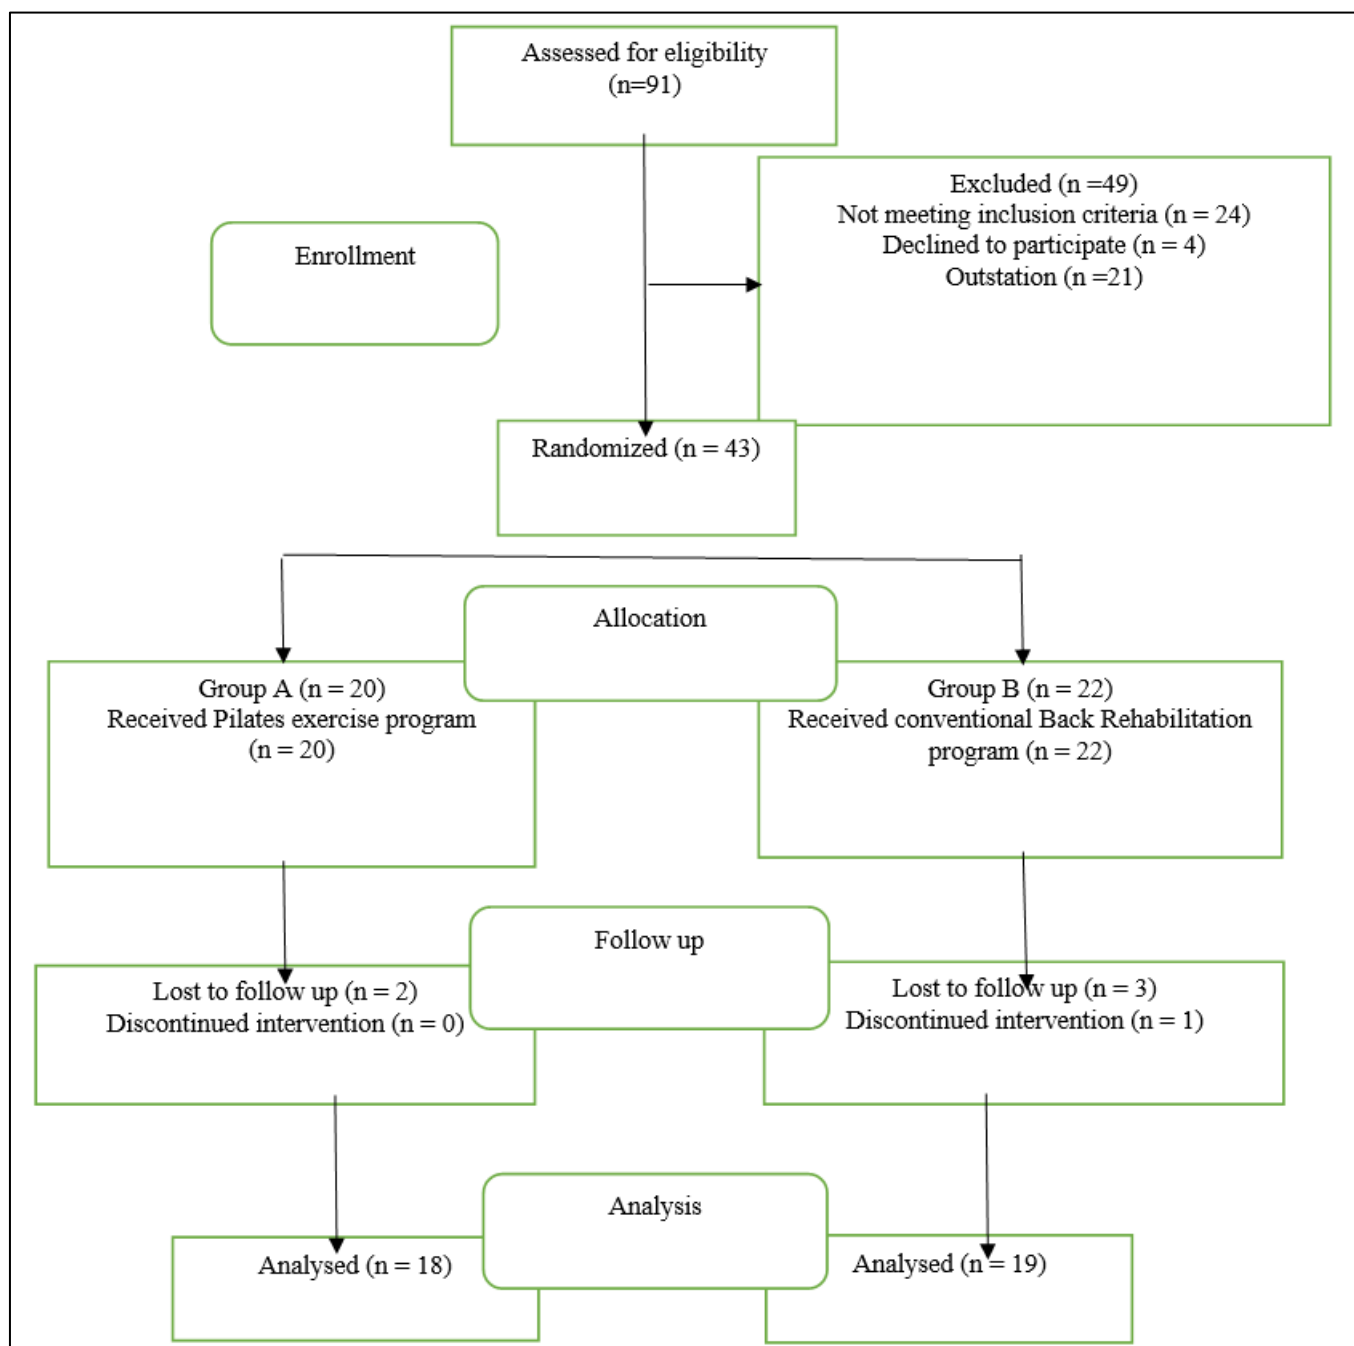 Assessed for eligibility
(n=91)
Excluded (n =49)
Not meeting inclusion criteria (n = 24)
Declined to participate (n = 4)
Outstation (n =21)
Enrollment
Randomized (n = 43)
Allocation
Group A (n = 20)
Received Pilates exercise program
(n = 20)
Group B (n = 22)
Received conventional Back Rehabilitation
program (n = 22)
Follow up
Lost to follow up (n = 2)
Discontinued intervention (n = 0)
Lost to follow up (n = 3)
Discontinued intervention (n = 1)
Analysis
Analysed (n = 18)
Analysed (n = 19)